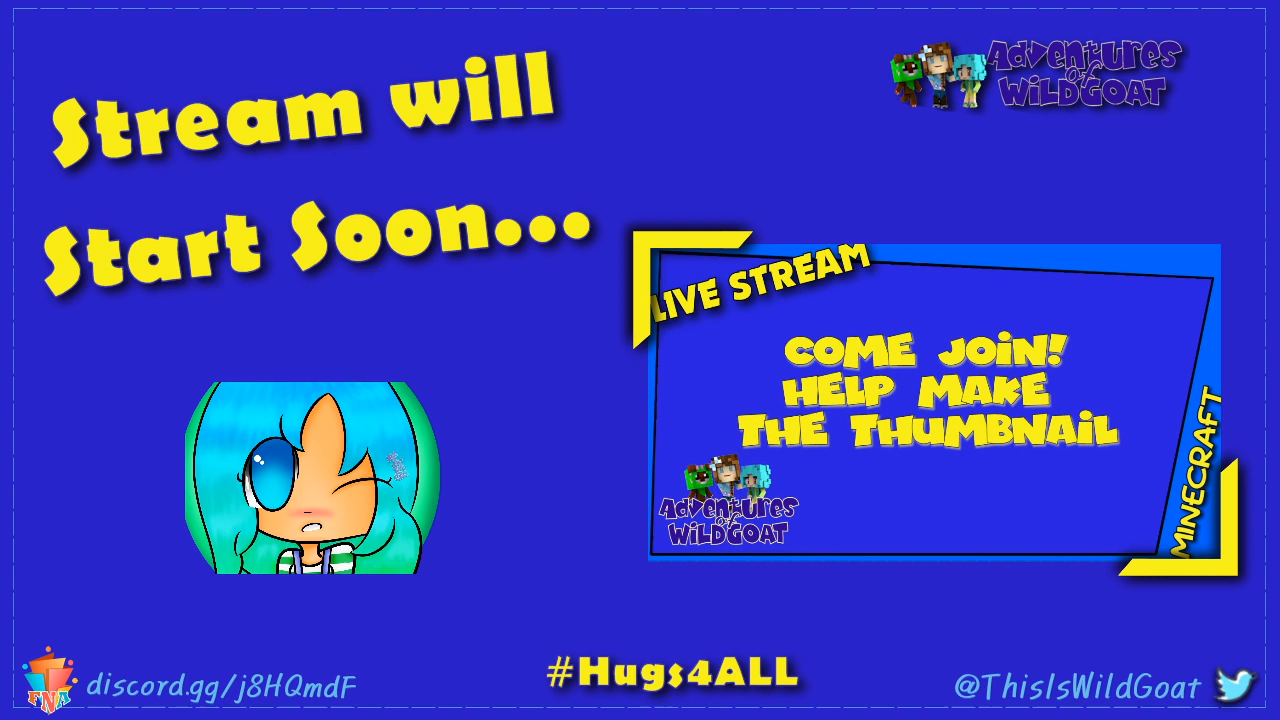 Stream will
Start Soon...
Adventures
Of
WiLDGOAT
LIVE STREAM
COME JOiN!
HELP MAKE
THE THUMBNAiL
MINECRAFT
Adventures
Of
WiLDGOAT
FNA
discord.gg/j8HQmdF
#Hugs4ALL
@ThisIsWildGoat